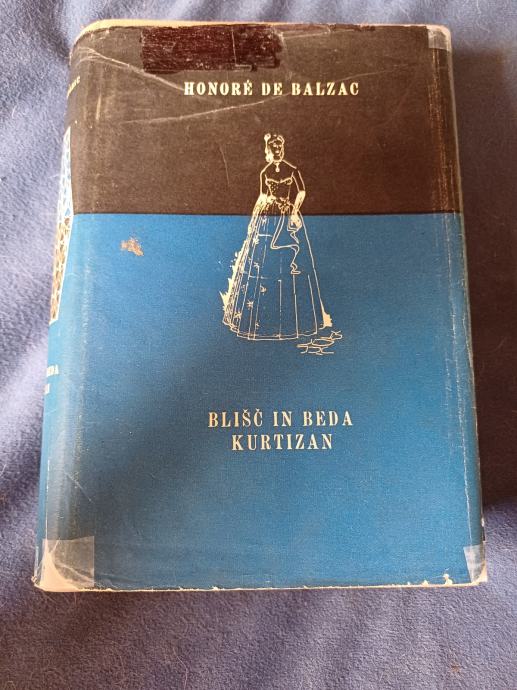 HONORÉ DE BALZAC
BLIŠČ IN BEDA
KURTIZAN